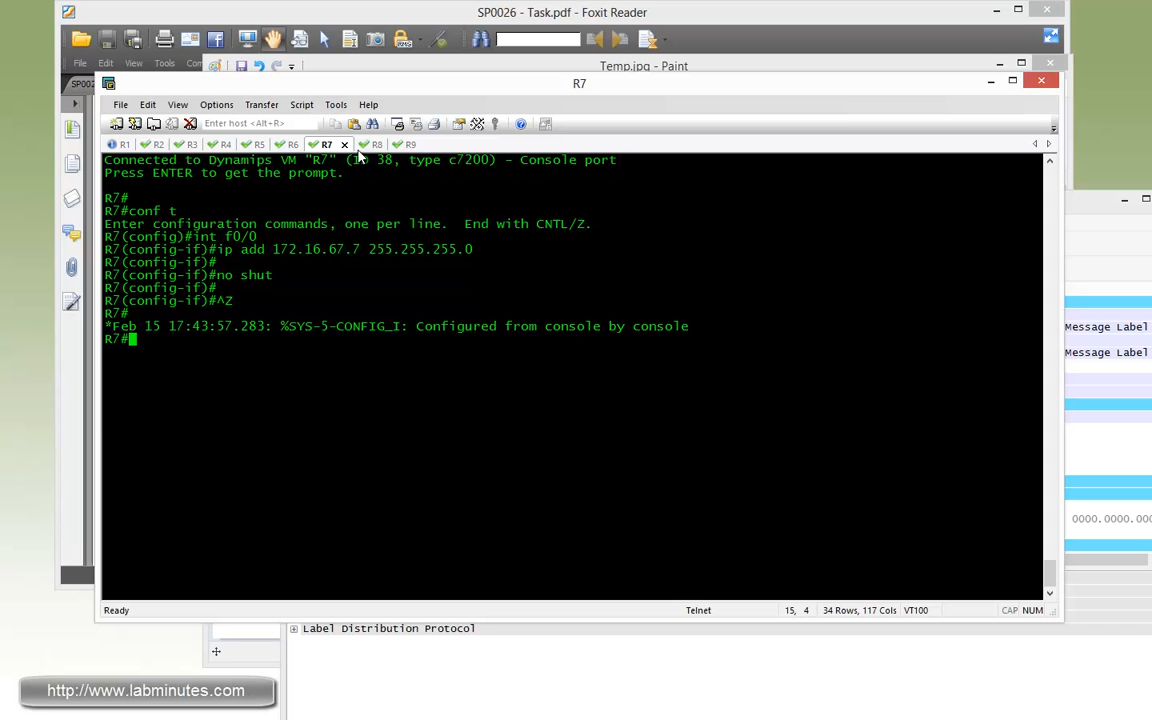 SP0026 - Task.pdf - Foxit Reader
File Edit View Tools
Temp.jpg - Paint
R7
File Edit View Options Transfer Script Tools Help
Enter host <Alt+R>
R1 R2 R3 R4 R5 R6 R7 R8 R9
Connected to Dynamips VM "R7" (ID 38, type c7200) - Console port
Press ENTER to get the prompt.
R7#
R7#conf t
Enter configuration commands, one per line.  End with CNTL/Z.
R7(config)#int f0/0
R7(config-if)#ip add 172.16.67.7 255.255.255.0
R7(config-if)#
R7(config-if)#no shut
R7(config-if)#
R7(config-if)#^Z
R7#
*Feb 15 17:43:57.283: %SYS-5-CONFIG_I: Configured from console by console
R7#
Message Label
Message Label
0000.0000.000
Ready Telnet 15, 4 34 Rows, 117 Cols VT100 CAP NUM
Label Distribution Protocol
http://www.labminutes.com